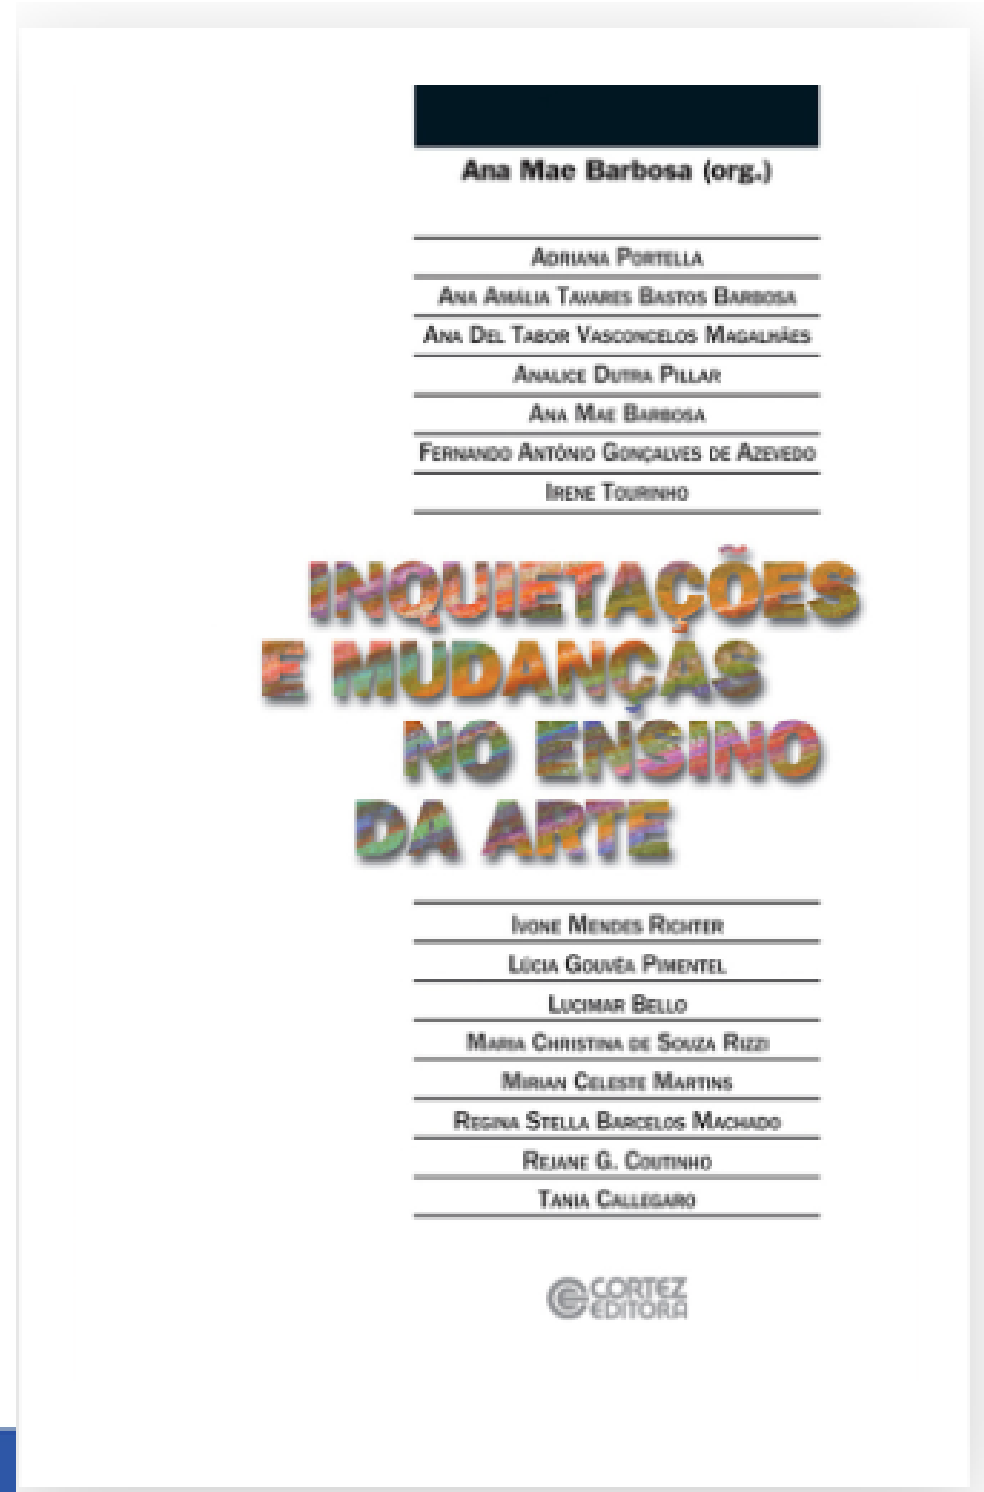 Ana Mae Barbosa (org.)
ADRIANA PORTELLA
ANA AMÁLIA TAVARES BASTOS BARBOSA
ANA DEL TABOR VASCONCELOS MAGALHÃES
ANALICE DUTRA PILLAR
ANA MAE BARBOSA
FERNANDO ANTÔNIO GONÇALVES DE AZEVEDO
IRENE TOURINHO
INQUIETAÇÕES
E MUDANÇAS
NO ENSINO
DA ARTE
IVONE MENDES RICHTER
LÚCIA GOUVÊA PIMENTEL
LUCIMAR BELLO
MARIA CHRISTINA DE SOUZA RIZZI
MIRIAN CELESTE MARTINS
REGINA STELLA BARCELOS MACHADO
REJANE G. COUTINHO
TANIA CALLEGARO
CORTEZ
EDITORA